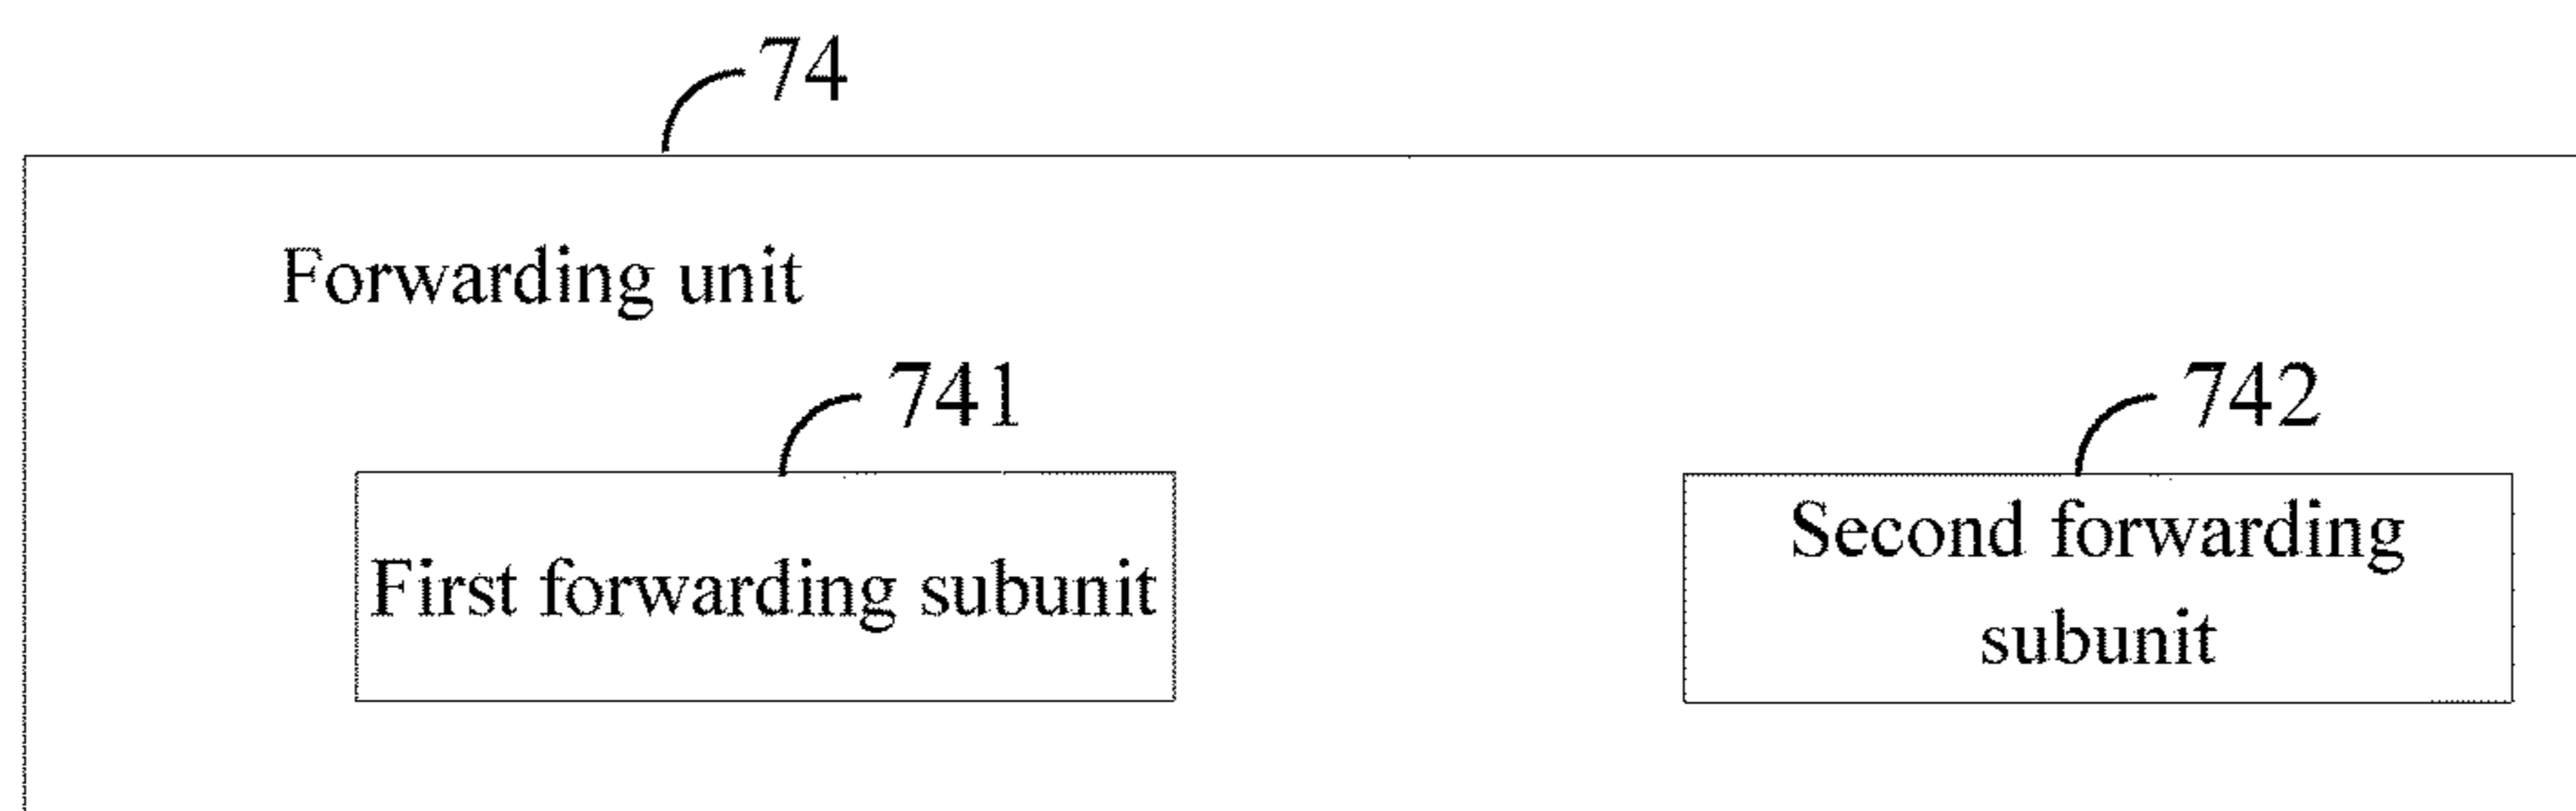 74
Forwarding unit
741
742
First forwarding subunit
Second forwarding
subunit